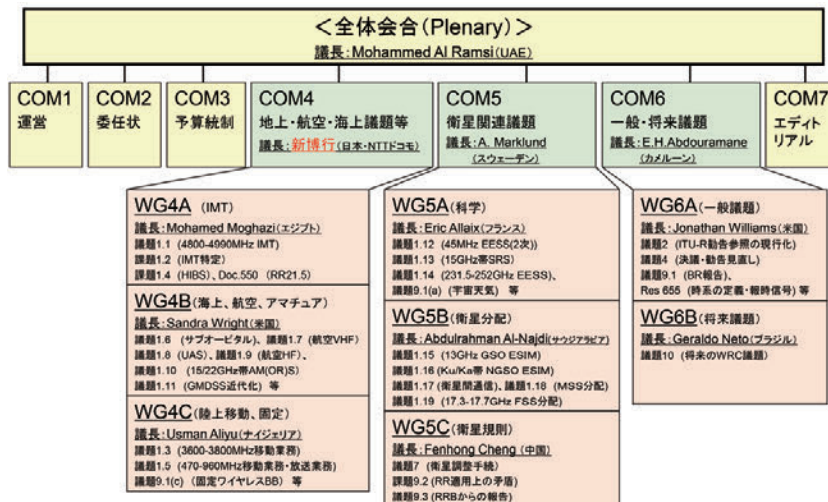 ＜全体会合（Plenary）＞
議長：Mohammed Al Ramsi（UAE）
COM1
運営
COM2
委任状
COM3
予算統制
COM4
地上・航空・海上議題等
議長：新博行（日本・NTTドコモ）
COM5
衛星関連議題
議長：A. Marklund
（スウェーデン）
COM6
一般・将来議題
議長：E.H.Abdouramane
（カメルーン）
COM7
エディト
リアル
WG4A （IMT）
議長：Mohamed Moghazi（エジプト）
議題1.1 (4800-4990MHz IMT)
課題1.2 (IMT特定)
課題1.4 (HIBS)、Doc.550 (RR21.5)
WG4B（海上、航空、アマチュア）
議長：Sandra Wright（米国）
議題1.6 (サブオービタル)、議題1.7 (航空VHF)
議題1.8 (UAS)、議題1.9 (航空HF)、
議題1.10 (15/22GHz帯AM(OR)S)
議題1.11 (GMDSS近代化) 等
WG4C（陸上移動、固定）
議長：Usman Aliyu（ナイジェリア）
議題1.3 (3600-3800MHz移動業務)
議題1.5 (470-960MHz移動業務・放送業務)
議題9.1(c) (固定ワイヤレスBB) 等
WG5A（科学）
議長：Eric Allaix（フランス）
議題1.12 (45MHz EESS(2次))
議題1.13 (15GHz帯SRS)
議題1.14 (231.5-252GHz EESS)、
議題9.1(a) (宇宙天気) 等
WG5B（衛星分配）
議長：Abdulrahman Al-Najdi（サウジアラビア）
議題1.15 (13GHz GSO ESIM)
議題1.16 (Ku/Ka帯 NGSO ESIM)
議題1.17 (衛星間通信)、議題1.18 (MSS分配)
議題1.19 (17.3-17.7GHz FSS分配)
WG5C（衛星規則）
議長：Fenhong Cheng（中国）
議題7 (衛星調整手続)
課題9.2 (RR適用上の矛盾)
議題9.3 (RRBからの報告)
WG6A（一般議題）
議長：Jonathan Williams（米国）
議題2 (ITU-R勧告参照の現行化)
議題4 (決議・勧告見直し)
議題9.1 (BR報告)、
Res 655 (時系の定義・報時信号) 等
WG6B（将来議題）
議長：Geraldo Neto（ブラジル）
議題10 (将来のWRC議題)